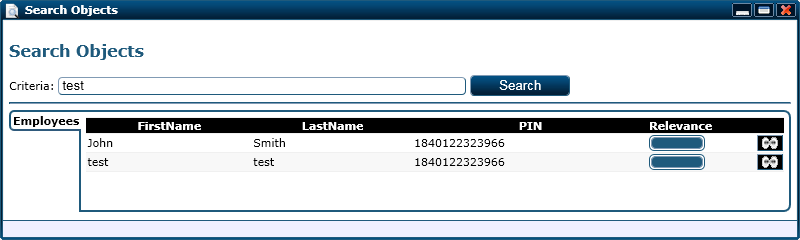 Search Objects
Search Objects
Criteria: test Search
Employees
FirstName LastName PIN Relevance
John Smith 1840122323966
test test 1840122323966